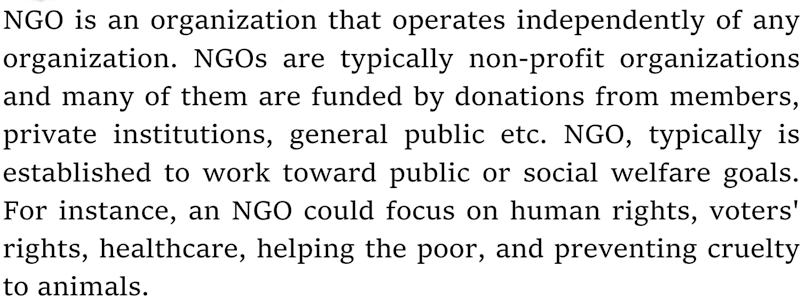 NGO is an organization that operates independently of any
organization. NGOs are typically non-profit organizations
and many of them are funded by donations from members,
private institutions, general public etc. NGO, typically is
established to work toward public or social welfare goals.
For instance, an NGO could focus on human rights, voters'
rights, healthcare, helping the poor, and preventing cruelty
to animals.